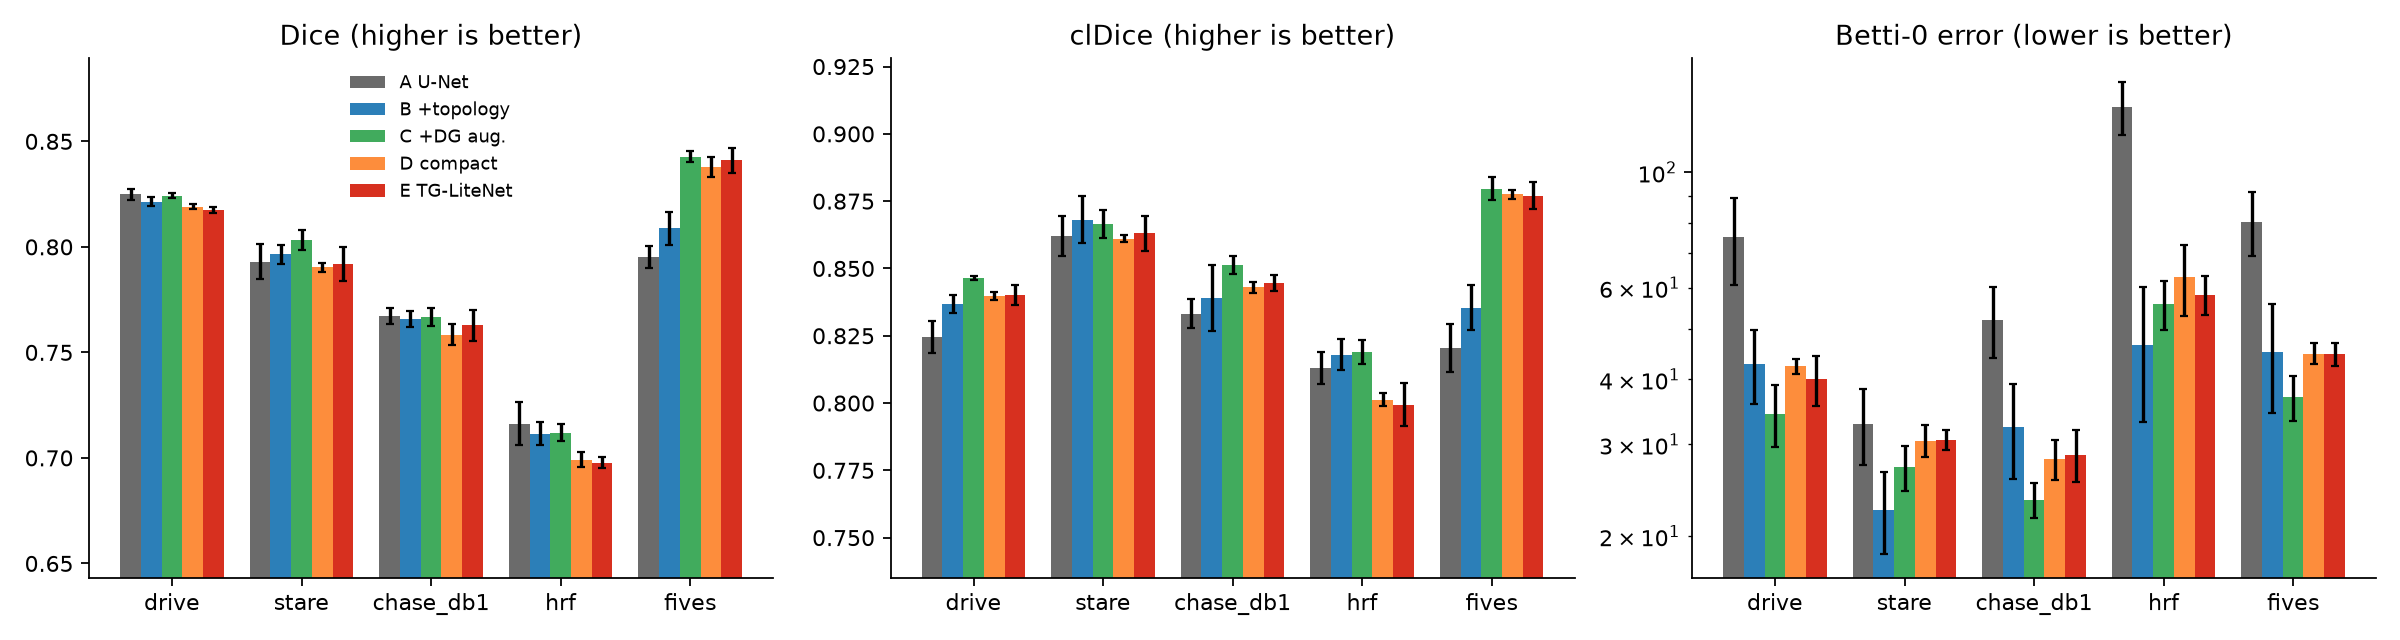 Dice (higher is better)
A U-Net
B +topology
C +DG aug.
D compact
E TG-LiteNet
0.85
0.80
0.75
0.70
0.65
drive stare chase_db1 hrf fives
clDice (higher is better)
0.925
0.900
0.875
0.850
0.825
0.800
0.775
0.750
drive stare chase_db1 hrf fives
Betti-0 error (lower is better)
10²
6 × 10¹
4 × 10¹
3 × 10¹
2 × 10¹
drive stare chase_db1 hrf fives